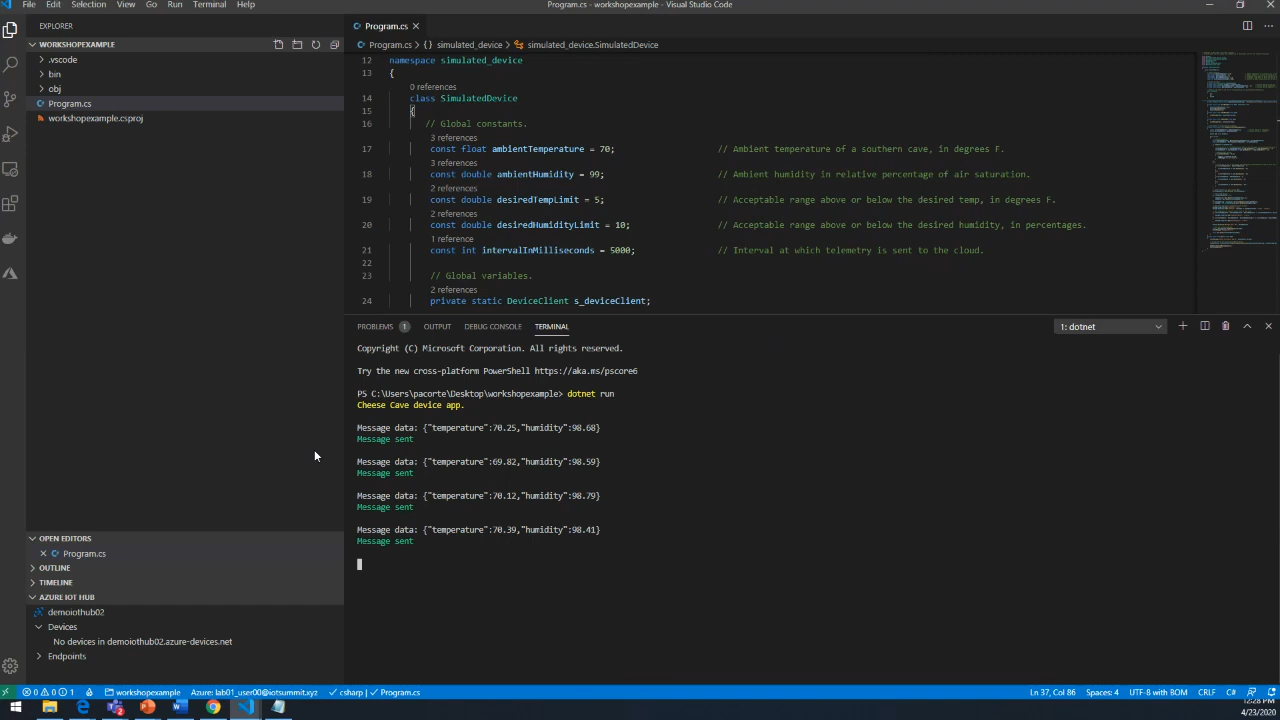 File Edit Selection View Go Run Terminal Help
Program.cs - workshopexample - Visual Studio Code
EXPLORER
WORKSHOPEXAMPLE
.vscode
bin
obj
Program.cs
workshopexample.csproj
OPEN EDITORS
Program.cs
OUTLINE
TIMELINE
AZURE IOT HUB
demoiothub02
Devices
No devices in demoiothub02.azure-devices.net
Endpoints
Program.cs
Program.cs > {} simulated_device > simulated_device.SimulatedDevice
12 namespace simulated_device
13 {
0 references
14 class SimulatedDevice
15 {
16 // Global constants.
3 references
17 const float ambientTemperature = 70; // Ambient temperature of a southern cave, in degrees F.
3 references
18 const double ambientHumidity = 99; // Ambient humidity in relative percentage of air saturation.
2 references
19 const double desiredTempLimit = 5; // Acceptable range above or below the desired temp, in degrees F.
2 references
20 const double desiredHumidityLimit = 10; // Acceptable range above or below the desired humidity, in percentages.
1 reference
21 const int intervalInMilliseconds = 5000; // Interval at which telemetry is sent to the cloud.
22
23 // Global variables.
2 references
24 private static DeviceClient s_deviceClient;
PROBLEMS 1 OUTPUT DEBUG CONSOLE TERMINAL 1: dotnet
Copyright (C) Microsoft Corporation. All rights reserved.
Try the new cross-platform PowerShell https://aka.ms/pscore6
PS C:\Users\pacorte\Desktop\workshopexample> dotnet run
Cheese Cave device app.
Message data: {"temperature":70.25,"humidity":98.68}
Message sent
Message data: {"temperature":69.82,"humidity":98.59}
Message sent
Message data: {"temperature":70.12,"humidity":98.79}
Message sent
Message data: {"temperature":70.39,"humidity":98.41}
Message sent
0 0 1 workshopexample Azure: lab01_user00@iotsummit.xyz csharp | Program.cs Ln 37, Col 86 Spaces: 4 UTF-8 with BOM CRLF C#
12:28 PM
4/23/2020